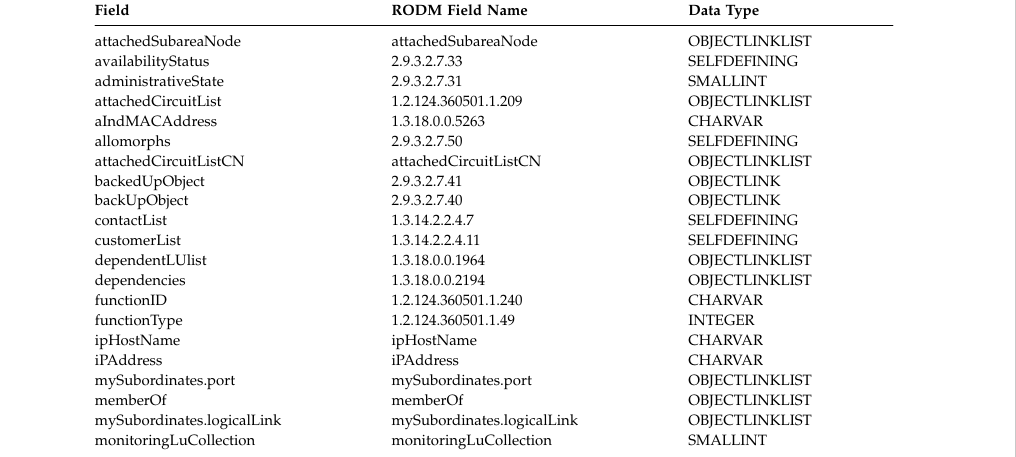 Field RODM Field Name Data Type
attachedSubareaNode attachedSubareaNode OBJECTLINKLIST
availabilityStatus 2.9.3.2.7.33 SELFDEFINING
administrativeState 2.9.3.2.7.31 SMALLINT
attachedCircuitList 1.2.124.360501.1.209 OBJECTLINKLIST
aIndMACAddress 1.3.18.0.0.5263 CHARVAR
allomorphs 2.9.3.2.7.50 SELFDEFINING
attachedCircuitListCN attachedCircuitListCN OBJECTLINKLIST
backedUpObject 2.9.3.2.7.41 OBJECTLINK
backUpObject 2.9.3.2.7.40 OBJECTLINK
contactList 1.3.14.2.2.4.7 SELFDEFINING
customerList 1.3.14.2.2.4.11 SELFDEFINING
dependentLUlist 1.3.18.0.0.1964 OBJECTLINKLIST
dependencies 1.3.18.0.0.2194 OBJECTLINKLIST
functionID 1.2.124.360501.1.240 CHARVAR
functionType 1.2.124.360501.1.49 INTEGER
ipHostName ipHostName CHARVAR
iPAddress iPAddress CHARVAR
mySubordinates.port mySubordinates.port OBJECTLINKLIST
memberOf memberOf OBJECTLINKLIST
mySubordinates.logicalLink mySubordinates.logicalLink OBJECTLINKLIST
monitoringLuCollection monitoringLuCollection SMALLINT